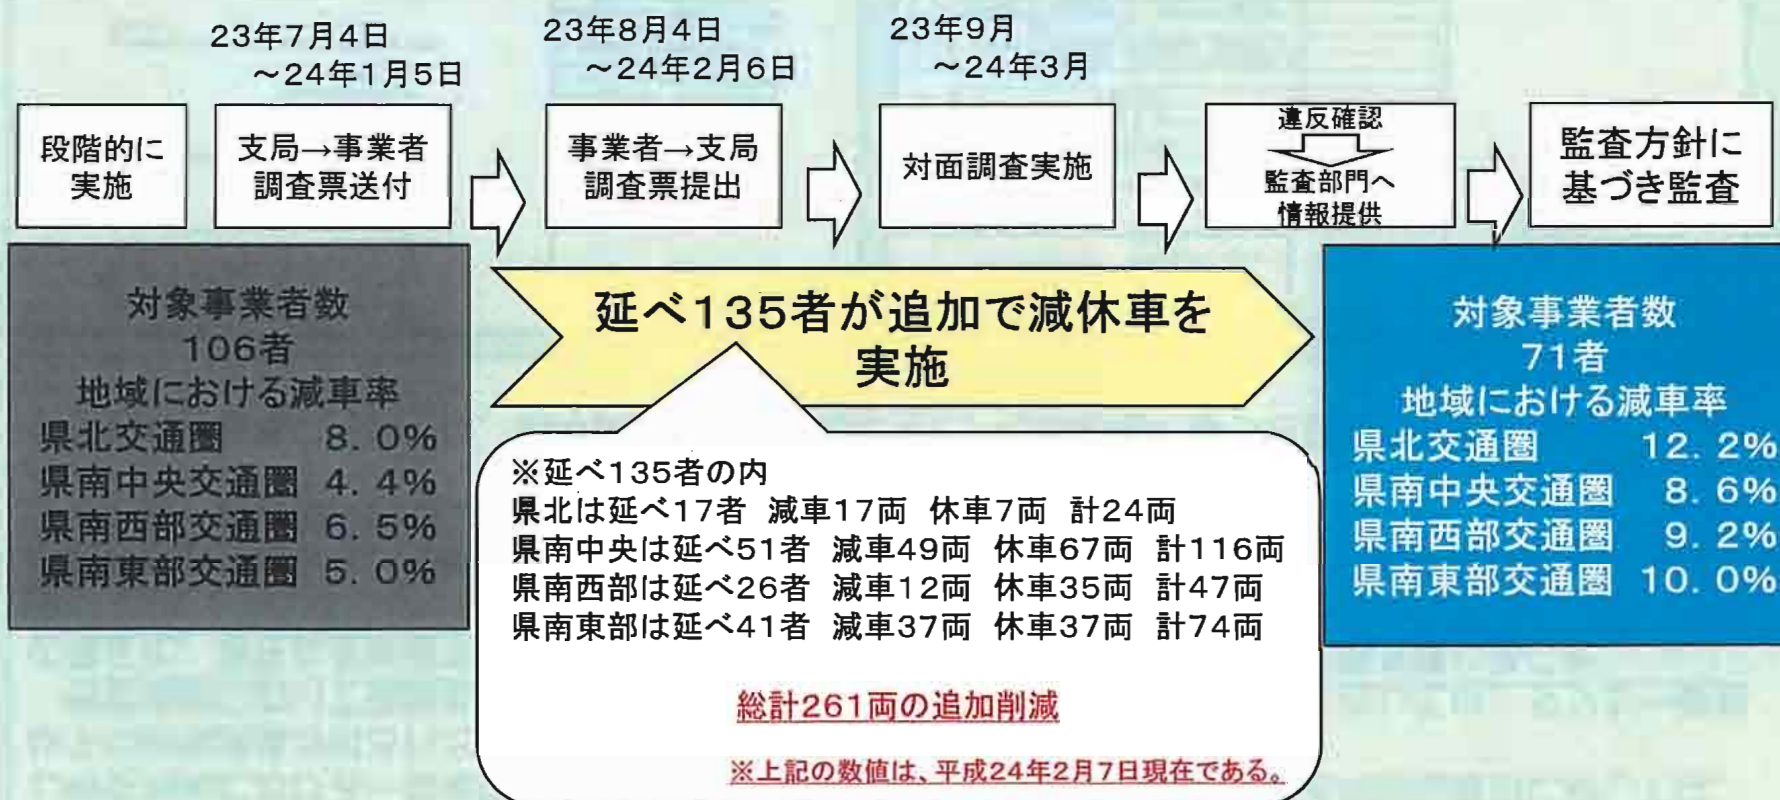 23年7月4日
～24年1月5日
23年8月4日
～24年2月6日
23年9月
～24年3月
段階的に
実施
支局→事業者
調査票送付
事業者→支局
調査票提出
対面調査実施
違反確認
監査部門へ
情報提供
監査方針に
基づき監査
対象事業者数
106者
地域における減車率
県北交通圏 8．0%
県南中央交通圏 4．4%
県南西部交通圏 6．5%
県南東部交通圏 5．0%
延べ135者が追加で減休車を
実施
※延べ135者の内
県北は延べ17者 減車17両 休車7両 計24両
県南中央は延べ51者 減車49両 休車67両 計116両
県南西部は延べ26者 減車12両 休車35両 計47両
県南東部は延べ41者 減車37両 休車37両 計74両
総計261両の追加削減
※上記の数値は、平成24年2月7日現在である。
対象事業者数
71者
地域における減車率
県北交通圏 12．2%
県南中央交通圏 8．6%
県南西部交通圏 9．2%
県南東部交通圏 10．0%